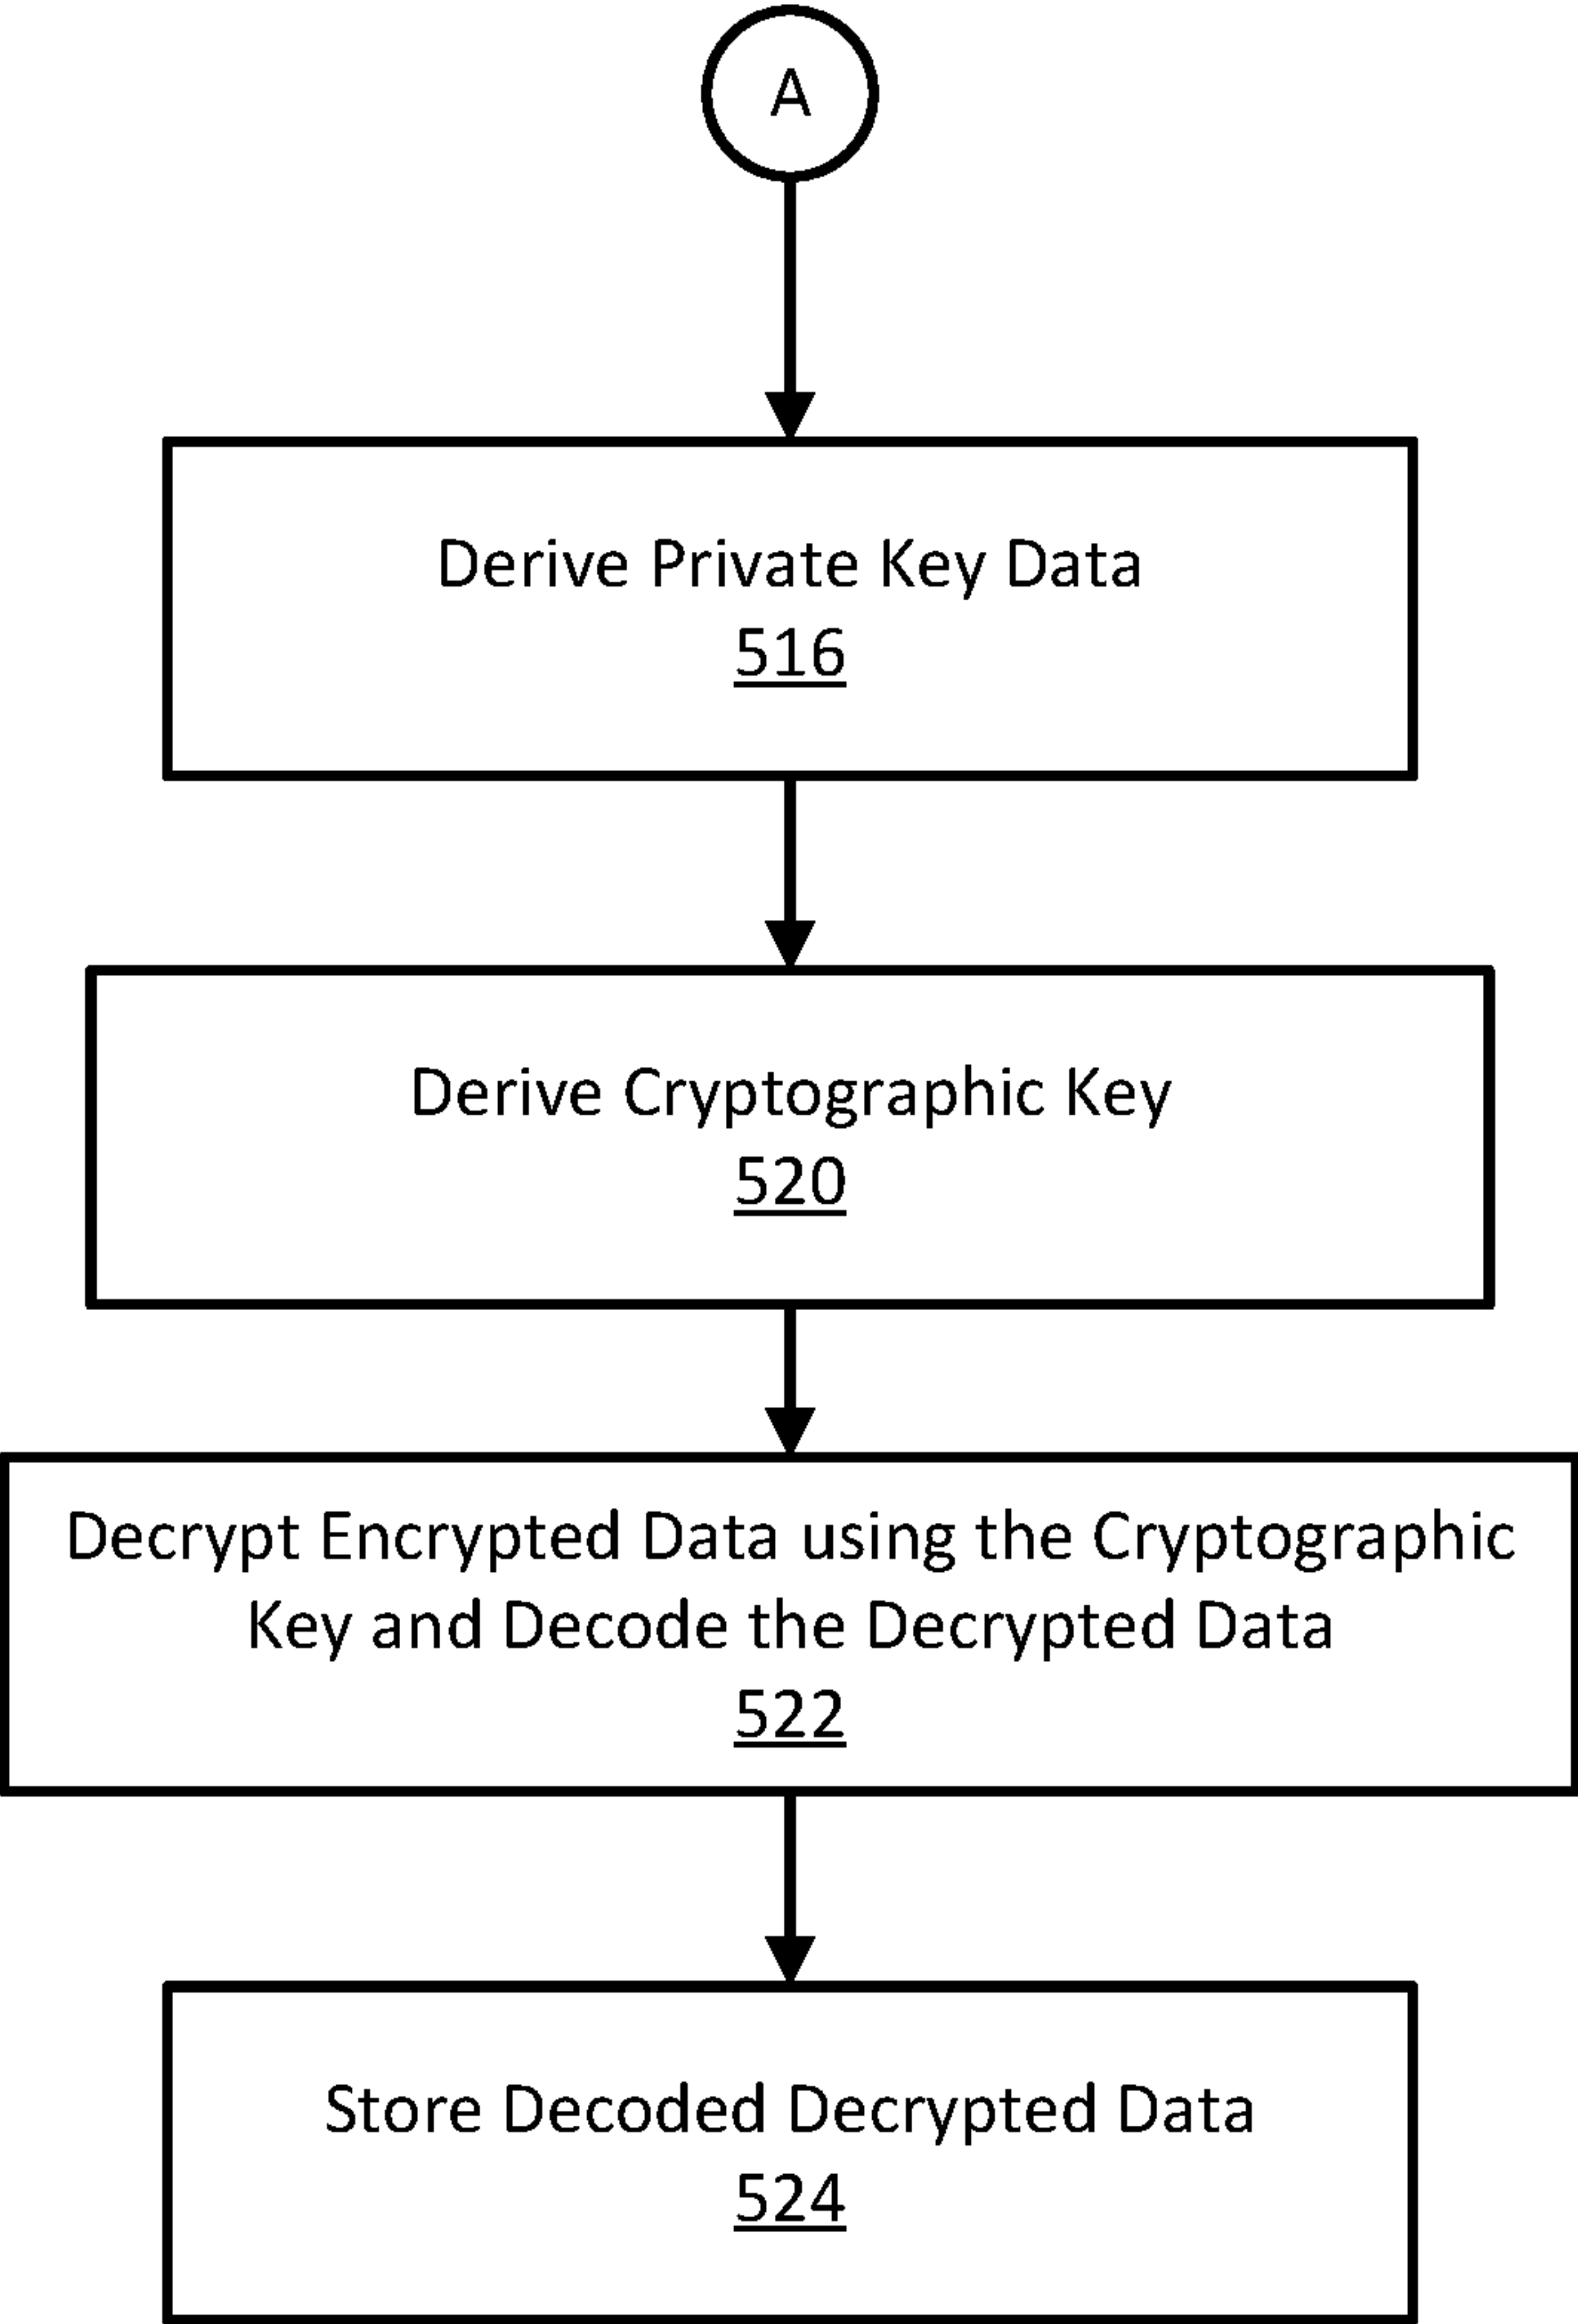 A
Derive Private Key Data
516
Derive Cryptographic Key
520
Decrypt Encrypted Data using the Cryptographic
Key and Decode the Decrypted Data
522
Store Decoded Decrypted Data
524